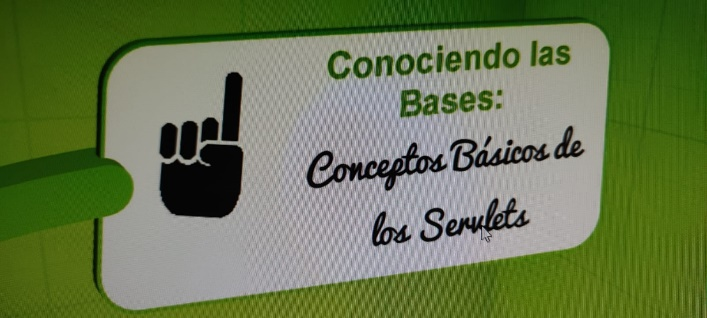 Conociendo las
Bases:
Conceptos Básicos de
los Servlets